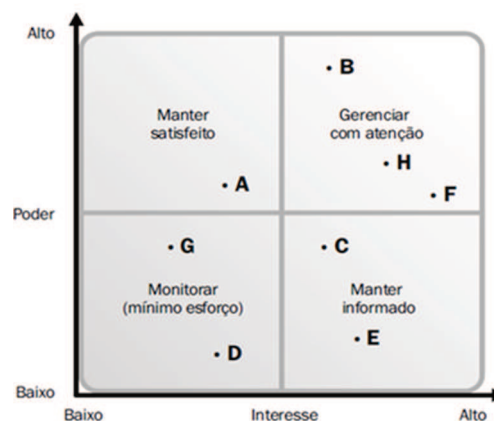 Alto
B
Manter
satisfeito
Gerenciar
com atenção
H
A
F
Poder
G
C
Monitorar
(mínimo esforço)
Manter
informado
E
D
Baixo
Baixo
Interesse
Alto